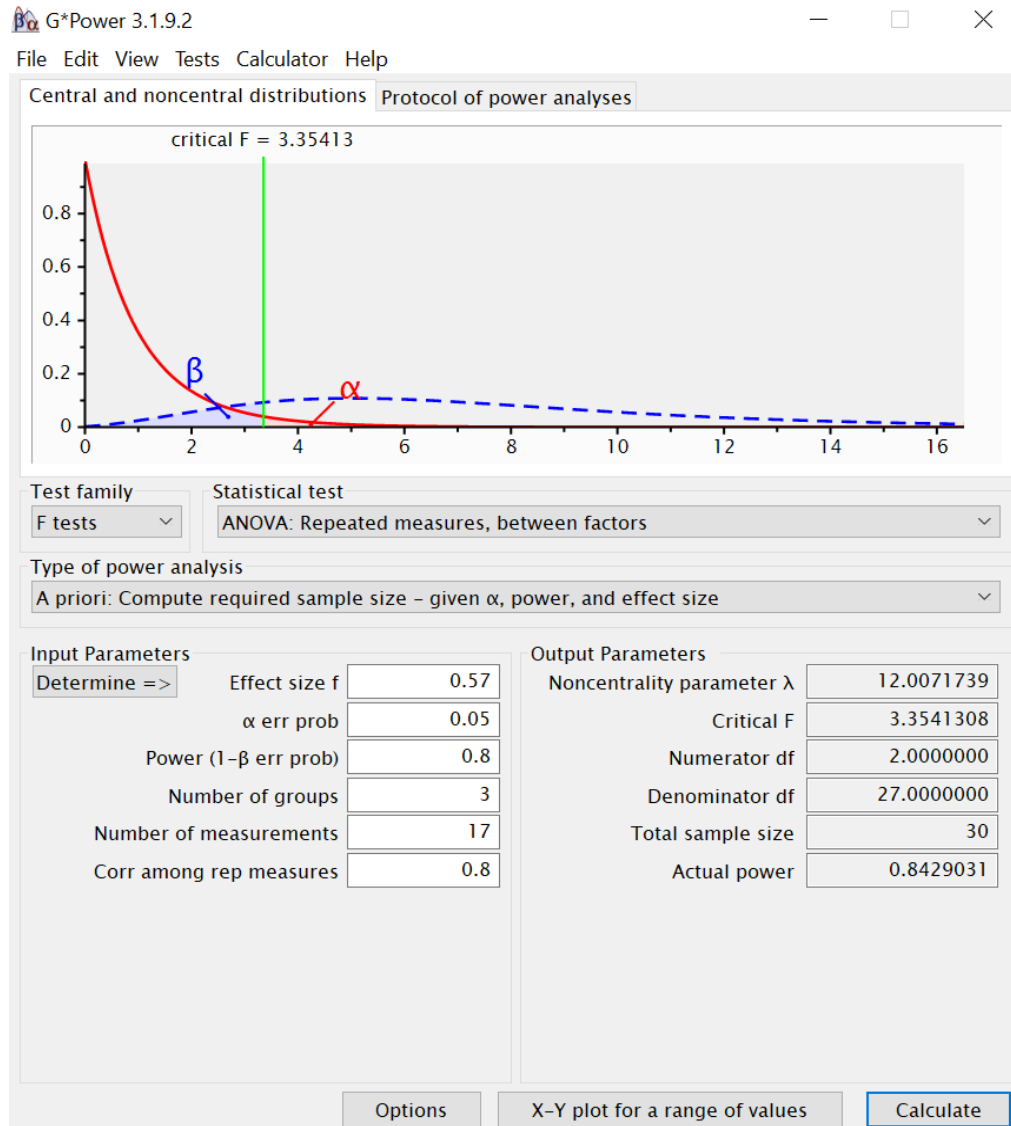 G*Power 3.1.9.2
File Edit View Tests Calculator Help
Central and noncentral distributions Protocol of power analyses
critical F = 3.35413
0.8
0.6
0.4
0.2
0
β
α
0 2 4 6 8 10 12 14 16
Test family Statistical test
F tests ANOVA: Repeated measures, between factors
Type of power analysis
A priori: Compute required sample size – given α, power, and effect size
Input Parameters Output Parameters
Determine => Effect size f 0.57 Noncentrality parameter λ 12.0071739
α err prob 0.05 Critical F 3.3541308
Power (1-β err prob) 0.8 Numerator df 2.0000000
Number of groups 3 Denominator df 27.0000000
Number of measurements 17 Total sample size 30
Corr among rep measures 0.8 Actual power 0.8429031
Options X-Y plot for a range of values Calculate